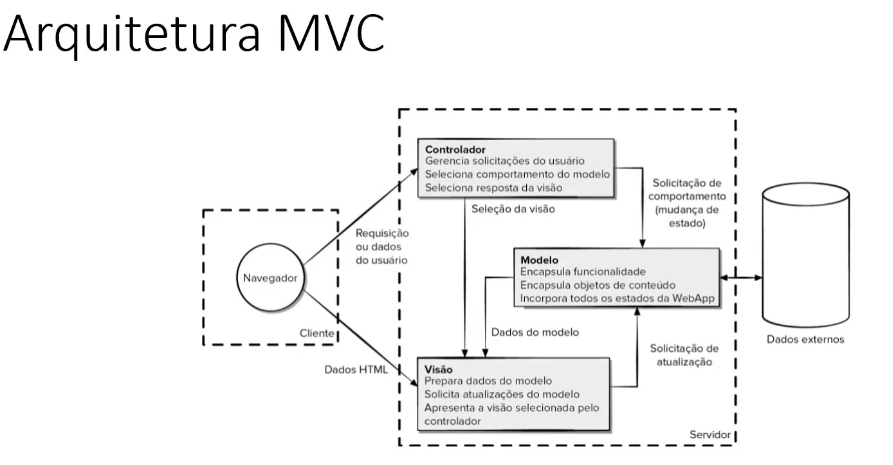 Arquitetura MVC
Controlador
Gerencia solicitações do usuário
Seleciona comportamento do modelo
Seleciona resposta da visão
Seleção da visão
Solicitação de
comportamento
(mudança de
estado)
Requisição
ou dados
do usuário
Navegador
Cliente
Modelo
Encapsula funcionalidade
Encapsula objetos de conteúdo
Incorpora todos os estados da WebApp
Dados externos
Dados do modelo
Solicitação de
atualização
Dados HTML
Visão
Prepara dados do modelo
Solicita atualizações do modelo
Apresenta a visão selecionada pelo
controlador
Servidor